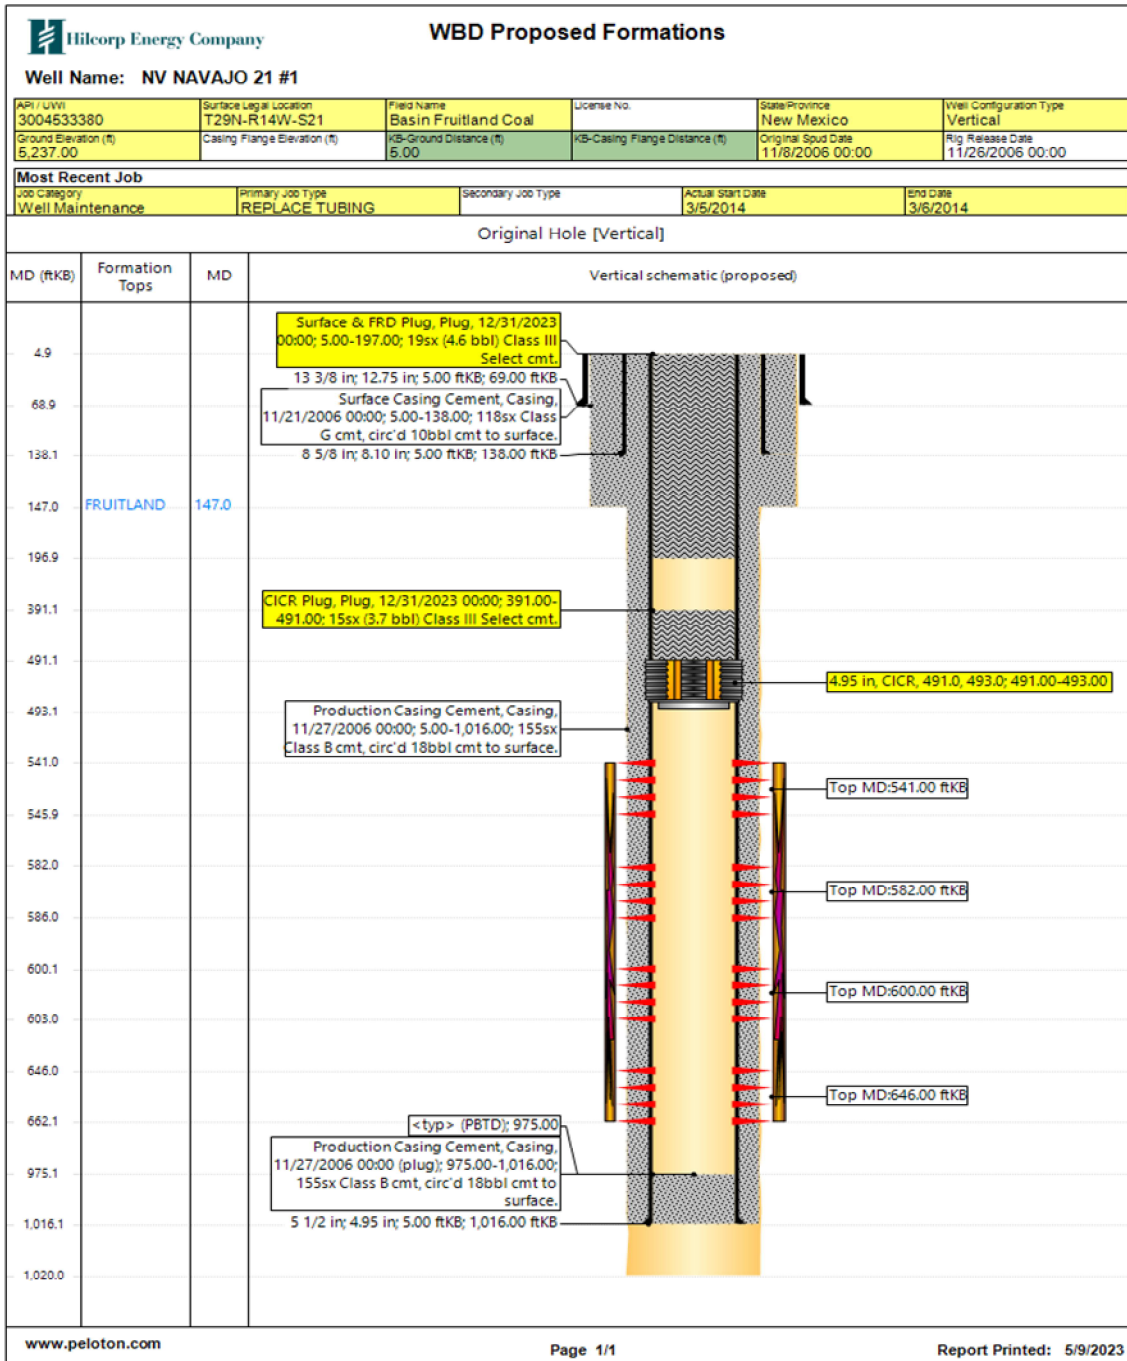 Hilcorp Energy Company
WBD Proposed Formations
Well Name: NV NAVAJO 21 #1
API / UWI
3004533380
Surface Legal Location
T29N-R14W-S21
Field Name
Basin Fruitland Coal
License No.
State/Province
New Mexico
Well Configuration Type
Vertical
Ground Elevation (ft)
5,237.00
Casing Flange Elevation (ft)
KB-Ground Distance (ft)
5.00
KB-Casing Flange Distance (ft)
Original Spud Date
11/8/2006 00:00
Rig Release Date
11/26/2006 00:00
Most Recent Job
Job Category
Well Maintenance
Primary Job Type
REPLACE TUBING
Secondary Job Type
Actual Start Date
3/5/2014
End Date
3/6/2014
Original Hole [Vertical]
MD (ftKB)
Formation
Tops
MD
Vertical schematic (proposed)
Surface & FRD Plug, Plug, 12/31/2023
00:00; 5.00-197.00; 19sx (4.6 bbl) Class III
Select cmt.
4.9
13 3/8 in; 12.75 in; 5.00 ftKB; 69.00 ftKB
68.9
Surface Casing Cement, Casing,
11/21/2006 00:00; 5.00-138.00; 118sx Class
G cmt, circ'd 10bbl cmt to surface.
138.1
8 5/8 in; 8.10 in; 5.00 ftKB; 138.00 ftKB
147.0
FRUITLAND
147.0
196.9
391.1
CICR Plug, Plug, 12/31/2023 00:00; 391.00-
491.00; 15sx (3.7 bbl) Class III Select cmt.
491.1
4.95 in, CICR, 491.0, 493.0; 491.00-493.00
493.1
Production Casing Cement, Casing,
11/27/2006 00:00; 5.00-1,016.00; 155sx
Class B cmt, circ'd 18bbl cmt to surface.
541.0
Top MD:541.00 ftKB
545.9
582.0
Top MD:582.00 ftKB
586.0
600.1
Top MD:600.00 ftKB
603.0
646.0
Top MD:646.00 ftKB
662.1
<typ> (PBTD); 975.00
Production Casing Cement, Casing,
11/27/2006 00:00 (plug); 975.00-1,016.00;
155sx Class B cmt, circ'd 18bbl cmt to
surface.
975.1
1,016.1
5 1/2 in; 4.95 in; 5.00 ftKB; 1,016.00 ftKB
1,020.0
www.peloton.com
Page 1/1
Report Printed: 5/9/2023